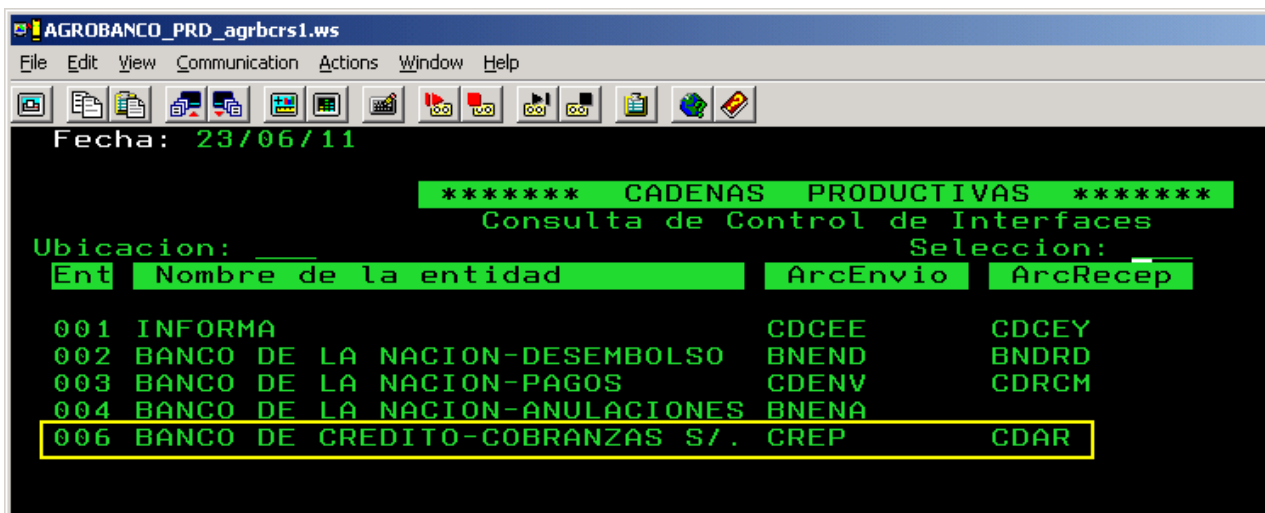 AGROBANCO_PRD_agrbcrs1.ws
File Edit View Communication Actions Window Help
Fecha: 23/06/11
******* CADENAS PRODUCTIVAS *******
Consulta de Control de Interfaces
Ubicacion: ____ Seleccion: ___
Ent Nombre de la entidad ArcEnvio ArcRecep
001 INFORMA CDCEE CDCEY
002 BANCO DE LA NACION-DESEMBOLSO BNEND BNDRD
003 BANCO DE LA NACION-PAGOS CDENV CDRCM
004 BANCO DE LA NACION-ANULACIONES BNENA
006 BANCO DE CREDITO-COBRANZAS S/. CREP CDAR